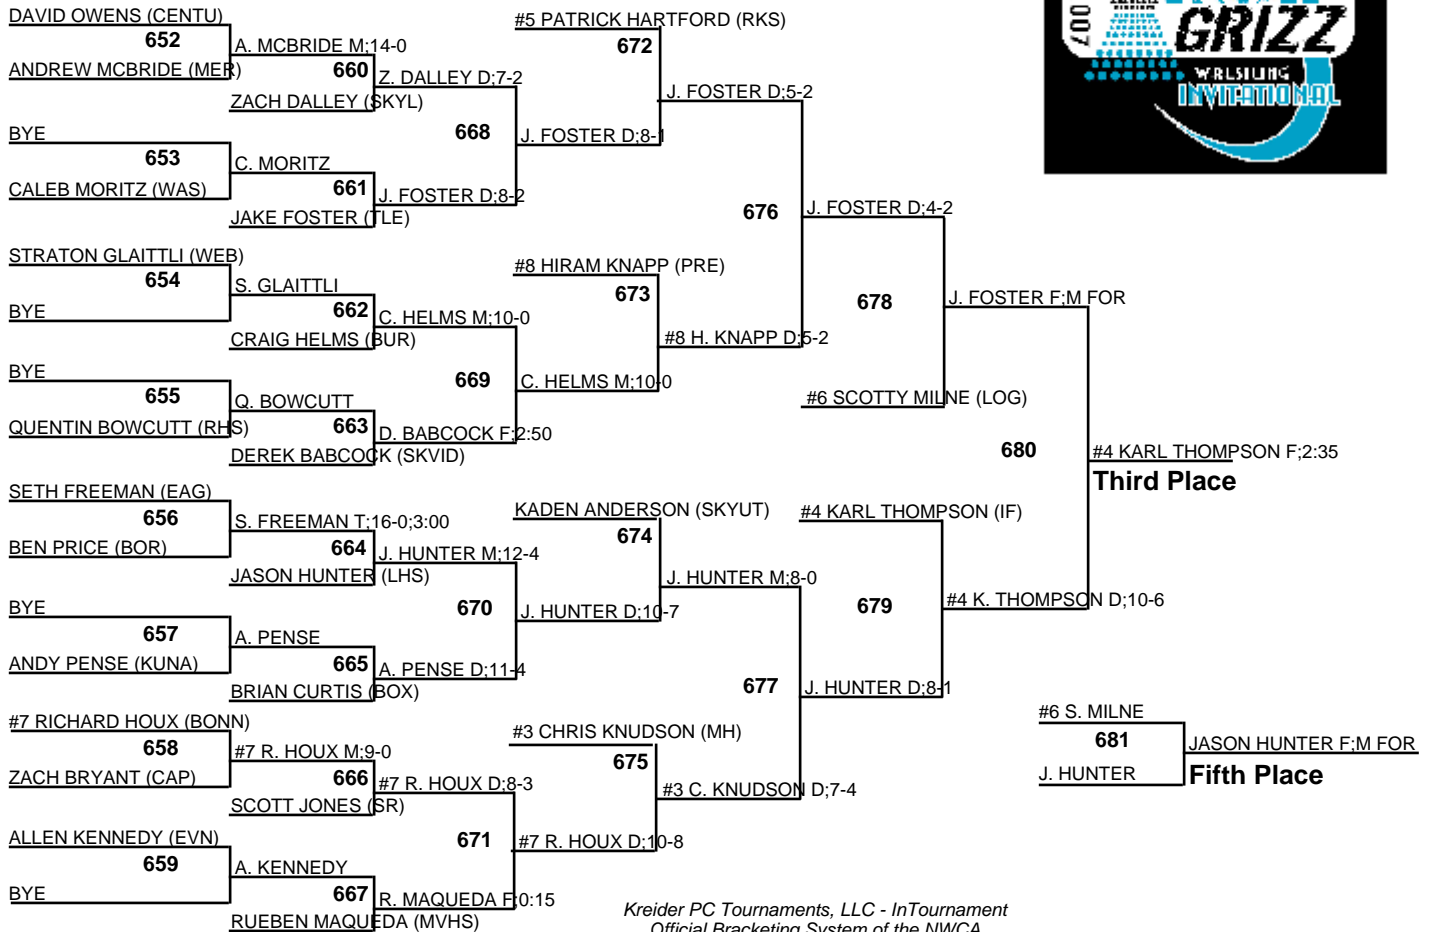 DAVID OWENS (CENTU)
652
ANDREW MCBRIDE (MER)
A. MCBRIDE M;14-0
660
ZACH DALLEY (SKYL)
Z. DALLEY D;7-2
BYE
653
CALEB MORITZ (WAS)
C. MORITZ
661
JAKE FOSTER (TLE)
J. FOSTER D;8-2
668
J. FOSTER D;8-1
#5 PATRICK HARTFORD (RKS)
672
J. FOSTER D;5-2
STRATON GLAITTLI (WEB)
654
BYE
S. GLAITTLI
662
CRAIG HELMS (BUR)
C. HELMS M;10-0
BYE
655
QUENTIN BOWCUTT (RHS)
Q. BOWCUTT
663
DEREK BABCOCK (SKVID)
D. BABCOCK F;2:50
669
C. HELMS M;10-0
#8 HIRAM KNAPP (PRE)
673
#8 H. KNAPP D;5-2
676
J. FOSTER D;4-2
678
#6 SCOTTY MILNE (LOG)
J. FOSTER F;M FOR
SETH FREEMAN (EAG)
656
BEN PRICE (BOR)
S. FREEMAN T;16-0;3:00
664
JASON HUNTER (LHS)
J. HUNTER M;12-4
BYE
657
ANDY PENSE (KUNA)
A. PENSE
665
BRIAN CURTIS (BOX)
A. PENSE D;11-4
670
J. HUNTER D;10-7
KADEN ANDERSON (SKYUT)
674
J. HUNTER M;8-0
#7 RICHARD HOUX (BONN)
658
ZACH BRYANT (CAP)
#7 R. HOUX M;9-0
666
SCOTT JONES (SR)
#7 R. HOUX D;8-3
ALLEN KENNEDY (EVN)
659
BYE
A. KENNEDY
667
RUEBEN MAQUEDA (MVHS)
R. MAQUEDA F;0:15
671
#7 R. HOUX D;10-8
#3 CHRIS KNUDSON (MH)
675
#3 C. KNUDSON D;7-4
677
J. HUNTER D;8-1
#4 KARL THOMPSON (IF)
679
#4 K. THOMPSON D;10-6
680
#4 KARL THOMPSON F;2:35
Third Place
#6 S. MILNE
681
J. HUNTER
JASON HUNTER F;M FOR
Fifth Place
007
GRIZZ
WRLSILING
INVITATIONAL
Kreider PC Tournaments, LLC - InTournament
Official Bracketing System of the NWCA